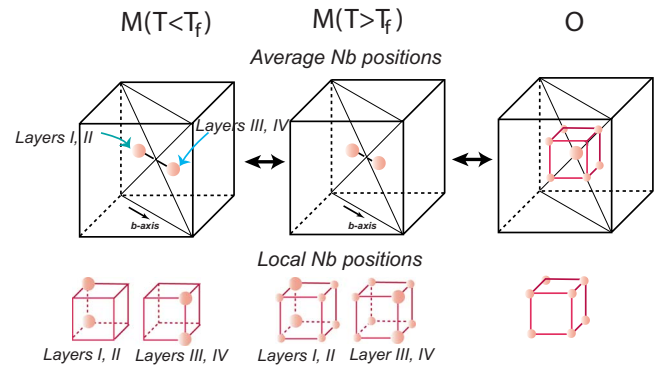 M(T<T_f)
M(T>T_f)
O
Average Nb positions
Layers I, II
Layers III, IV
b-axis
b-axis
Local Nb positions
Layers I, II
Layers III, IV
Layers I, II
Layer III, IV